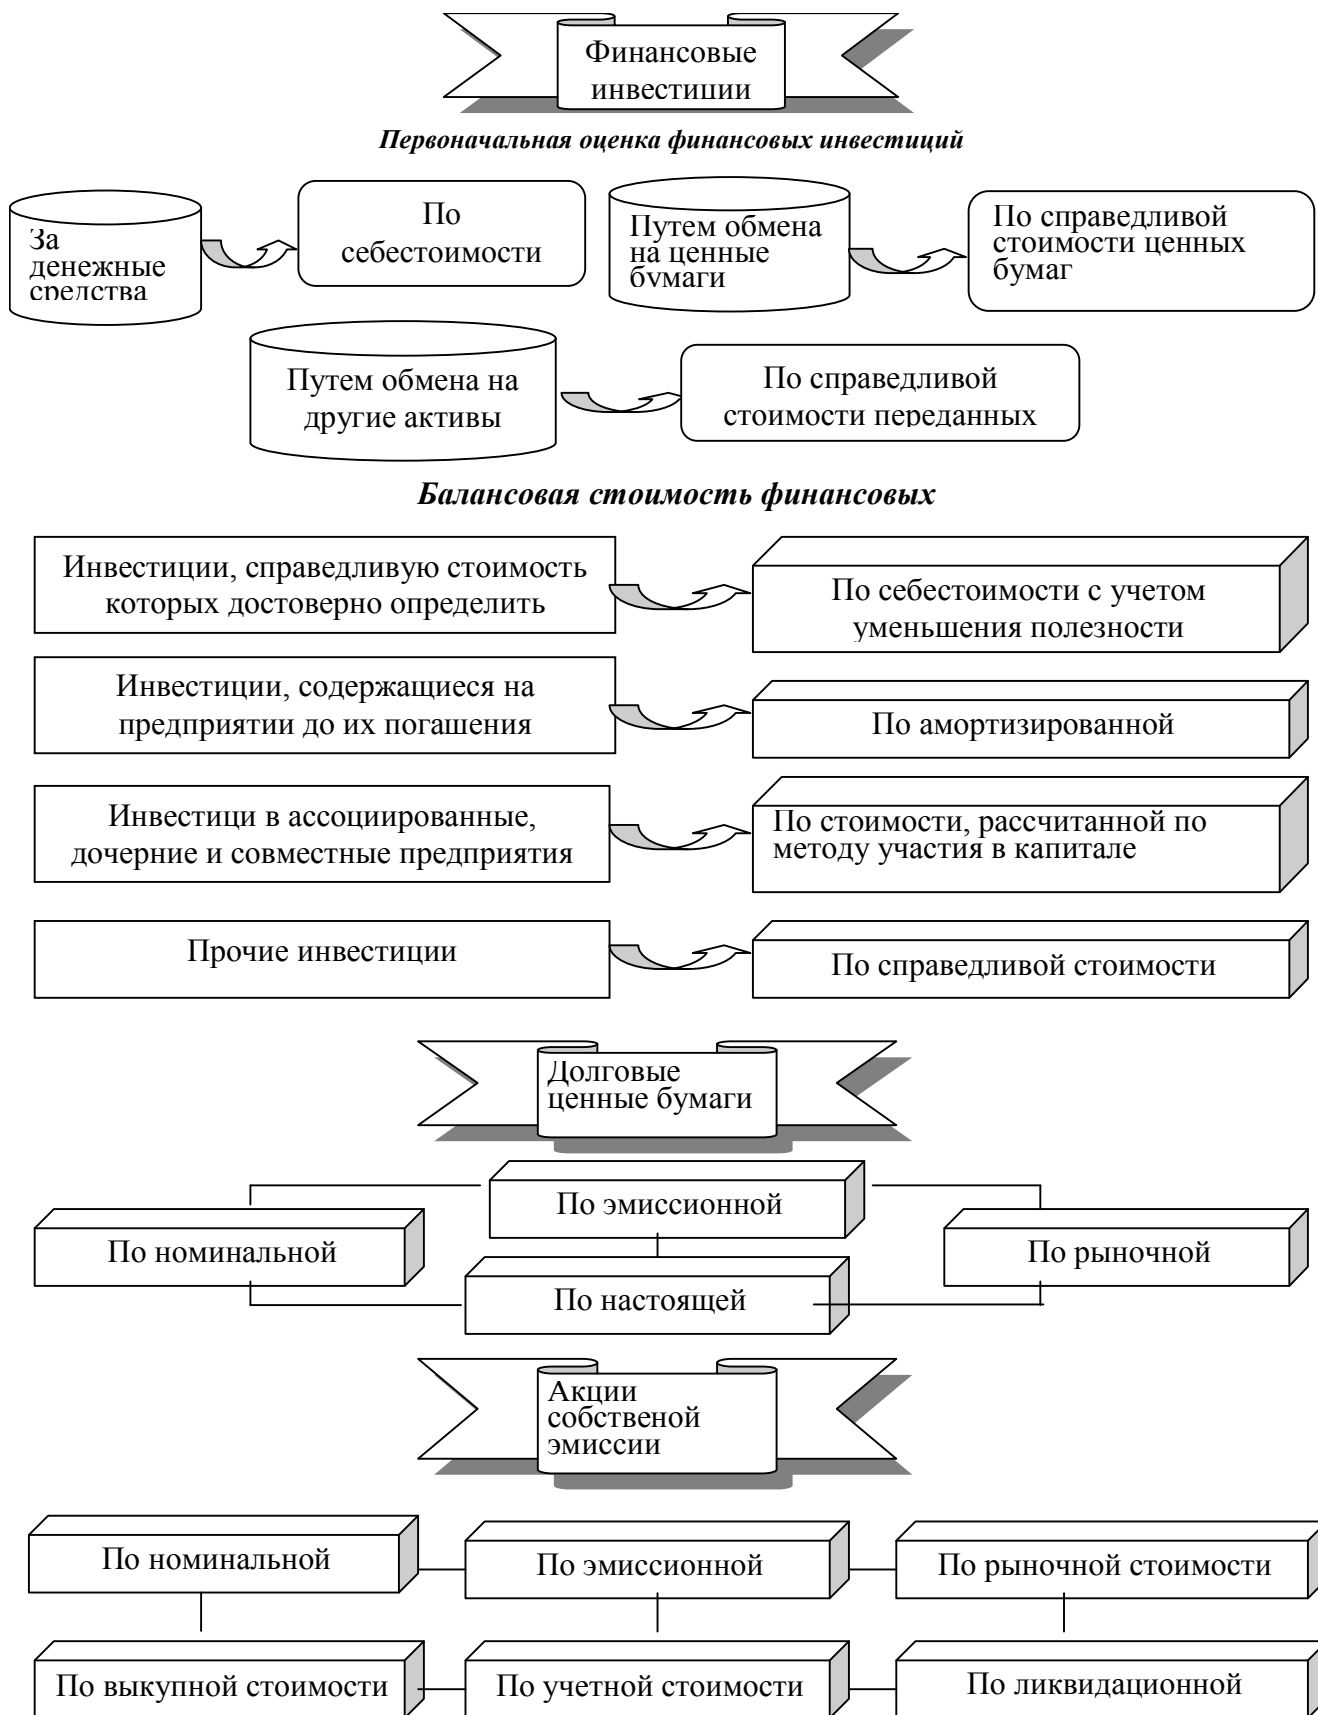 Финансовые
инвестиции
Первоначальная оценка финансовых инвестиций
За
денежные
средства
По
себестоимости
Путем обмена
на ценные
бумаги
По справедливой
стоимости ценных
бумаг
Путем обмена на
другие активы
По справедливой
стоимости переданных
Балансовая стоимость финансовых
Инвестиции, справедливую стоимость
которых достоверно определить
По себестоимости с учетом
уменьшения полезности
Инвестиции, содержащиеся на
предприятии до их погашения
По амортизированной
Инвестици в ассоциированные,
дочерние и совместные предприятия
По стоимости, рассчитанной по
методу участия в капитале
Прочие инвестиции
По справедливой стоимости
Долговые
ценные бумаги
По эмиссионной
По номинальной
По рыночной
По настоящей
Акции
собственой
эмиссии
По номинальной
По эмиссионной
По рыночной стоимости
По выкупной стоимости
По учетной стоимости
По ликвидационной